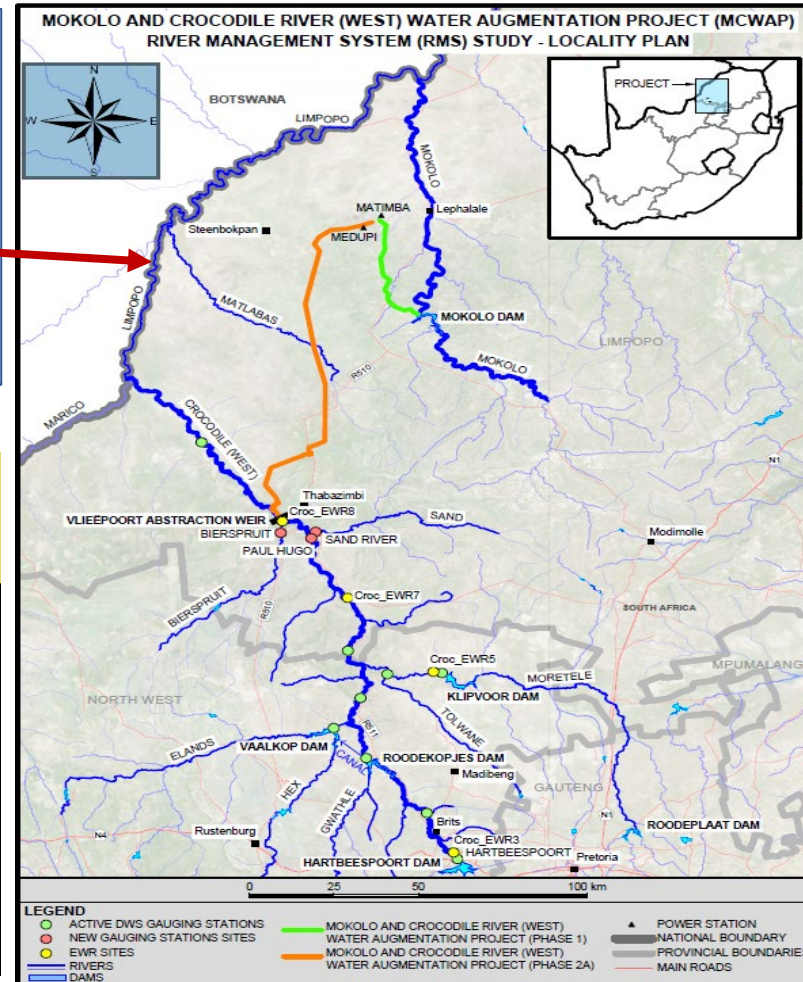 MOKOLO AND CROCODILE RIVER (WEST) WATER AUGMENTATION PROJECT (MCWAP)
RIVER MANAGEMENT SYSTEM (RMS) STUDY - LOCALITY PLAN
N
W
E
S
BOTSWANA
LIMPOPO
MOKOLO
PROJECT
MATIMBA
Lephalale
Steenbokpan
MEDUPI
LIMPOPO
MATLABAS
MOKOLO DAM
LIMPOPO
R510
MOKOLO
MARICO
CROCODILE (WEST)
N1
Thabazimbi
Croc_EWR8
VLIEËPOORT ABSTRACTION WEIR
SAND
BIERSPRUIT
SAND RIVER
PAUL HUGO
Modimolle
Croc_EWR7
BIERSPRUIT
R510
SOUTH AFRICA
Croc_EWR5
MORETELE
MPUMALANG
KLIPVOOR DAM
NORTH WEST
TOLWANE
R511
ELANDS
VAALKOP DAM
CANAL
ROODEKOPJES DAM
Madibeng
HEX
GWATHLE
GAUTENG
N1
Brits
ROODEPLAAT DAM
N4
Rustenburg
Croc_EWR3
HARTBEESPOORT
HARTBEESPOORT DAM
Pretoria
0 25 50 100 km
LEGEND
ACTIVE DWS GAUGING STATIONS
NEW GAUGING STATIONS SITES
EWR SITES
RIVERS
DAMS
MOKOLO AND CROCODILE RIVER (WEST)
WATER AUGMENTATION PROJECT (PHASE 1)
MOKOLO AND CROCODILE RIVER (WEST)
WATER AUGMENTATION PROJECT (PHASE 2A)
POWER STATION
NATIONAL BOUNDARY
PROVINCIAL BOUNDARIES
MAIN ROADS